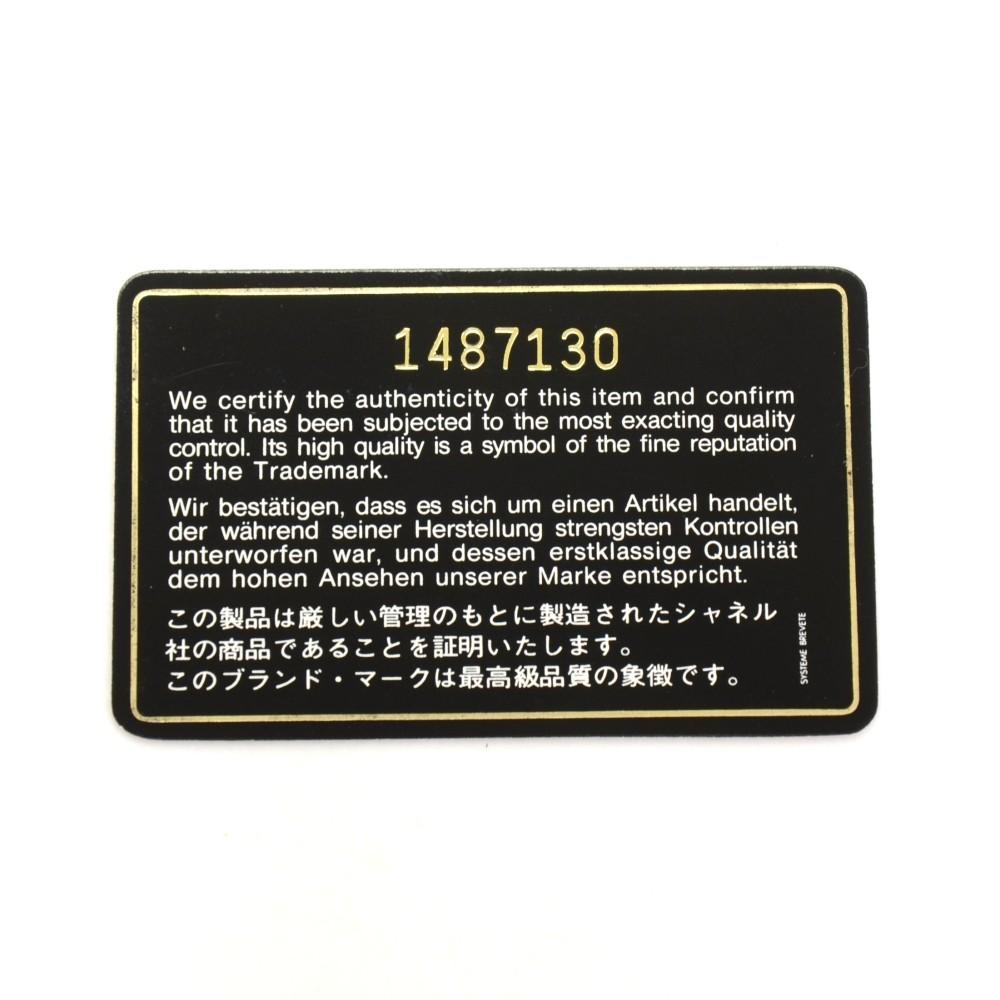 1487130
We certify the authenticity of this item and confirm
that it has been subjected to the most exacting quality
control. Its high quality is a symbol of the fine reputation
of the Trademark.
Wir bestätigen, dass es sich um einen Artikel handelt,
der während seiner Herstellung strengsten Kontrollen
unterworfen war, und dessen erstklassige Qualität
dem hohen Ansehen unserer Marke entspricht.
この製品は厳しい管理のもとに製造されたシャネル
社の商品であることを証明いたします。
このブランド・マークは最高級品質の象徴です。
SYSTEME BREVETE